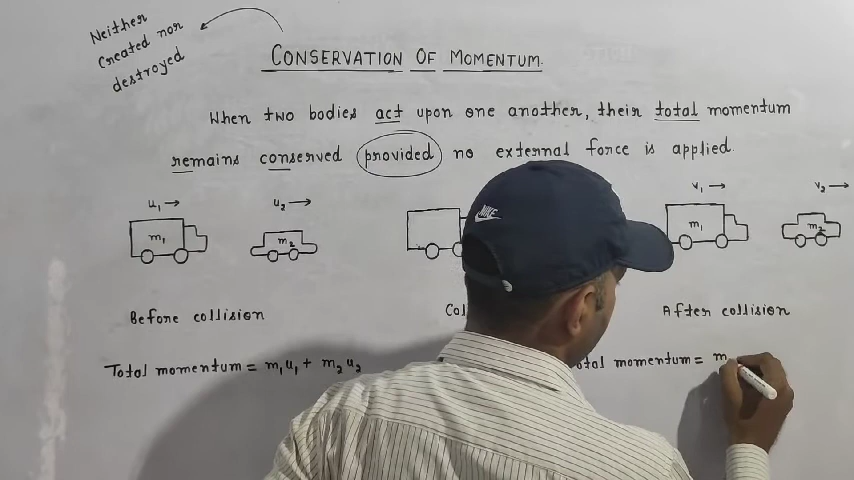 Neither
Created nor
destroyed
CONSERVATION OF MOMENTUM.
When two bodies act upon one another, their total momentum
remains conserved provided no external force is applied.
u₁ → u₂ → v₁ → v₂ →
m₁ m₂ m₁ m₂
NIKE
Before collision After collision
Total momentum = m₁u₁ + m₂u₂ momentum = m